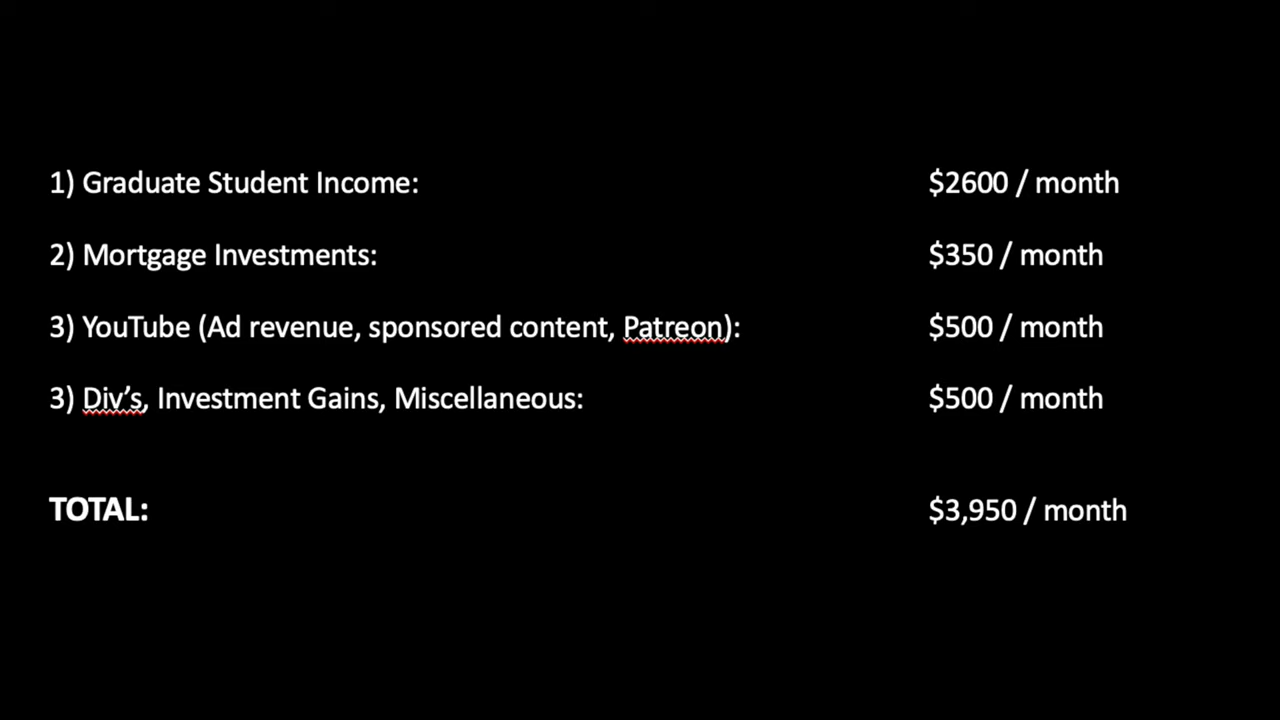 1) Graduate Student Income: $2600 / month
2) Mortgage Investments: $350 / month
3) YouTube (Ad revenue, sponsored content, Patreon): $500 / month
3) Div’s, Investment Gains, Miscellaneous: $500 / month
TOTAL: $3,950 / month